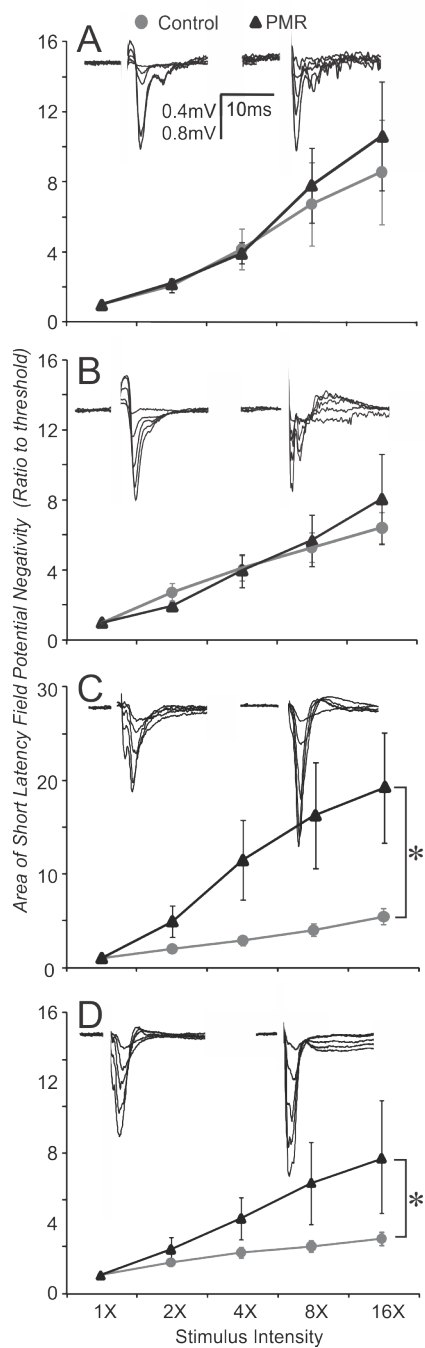 Control PMR
A
16
12
8
4
0
0.4mV
0.8mV
10ms
B
16
12
8
4
0
C
30
20
10
0
*
D
16
12
8
4
0
*
1X 2X 4X 8X 16X
Stimulus Intensity
Area of Short Latency Field Potential Negativity (Ratio to threshold)